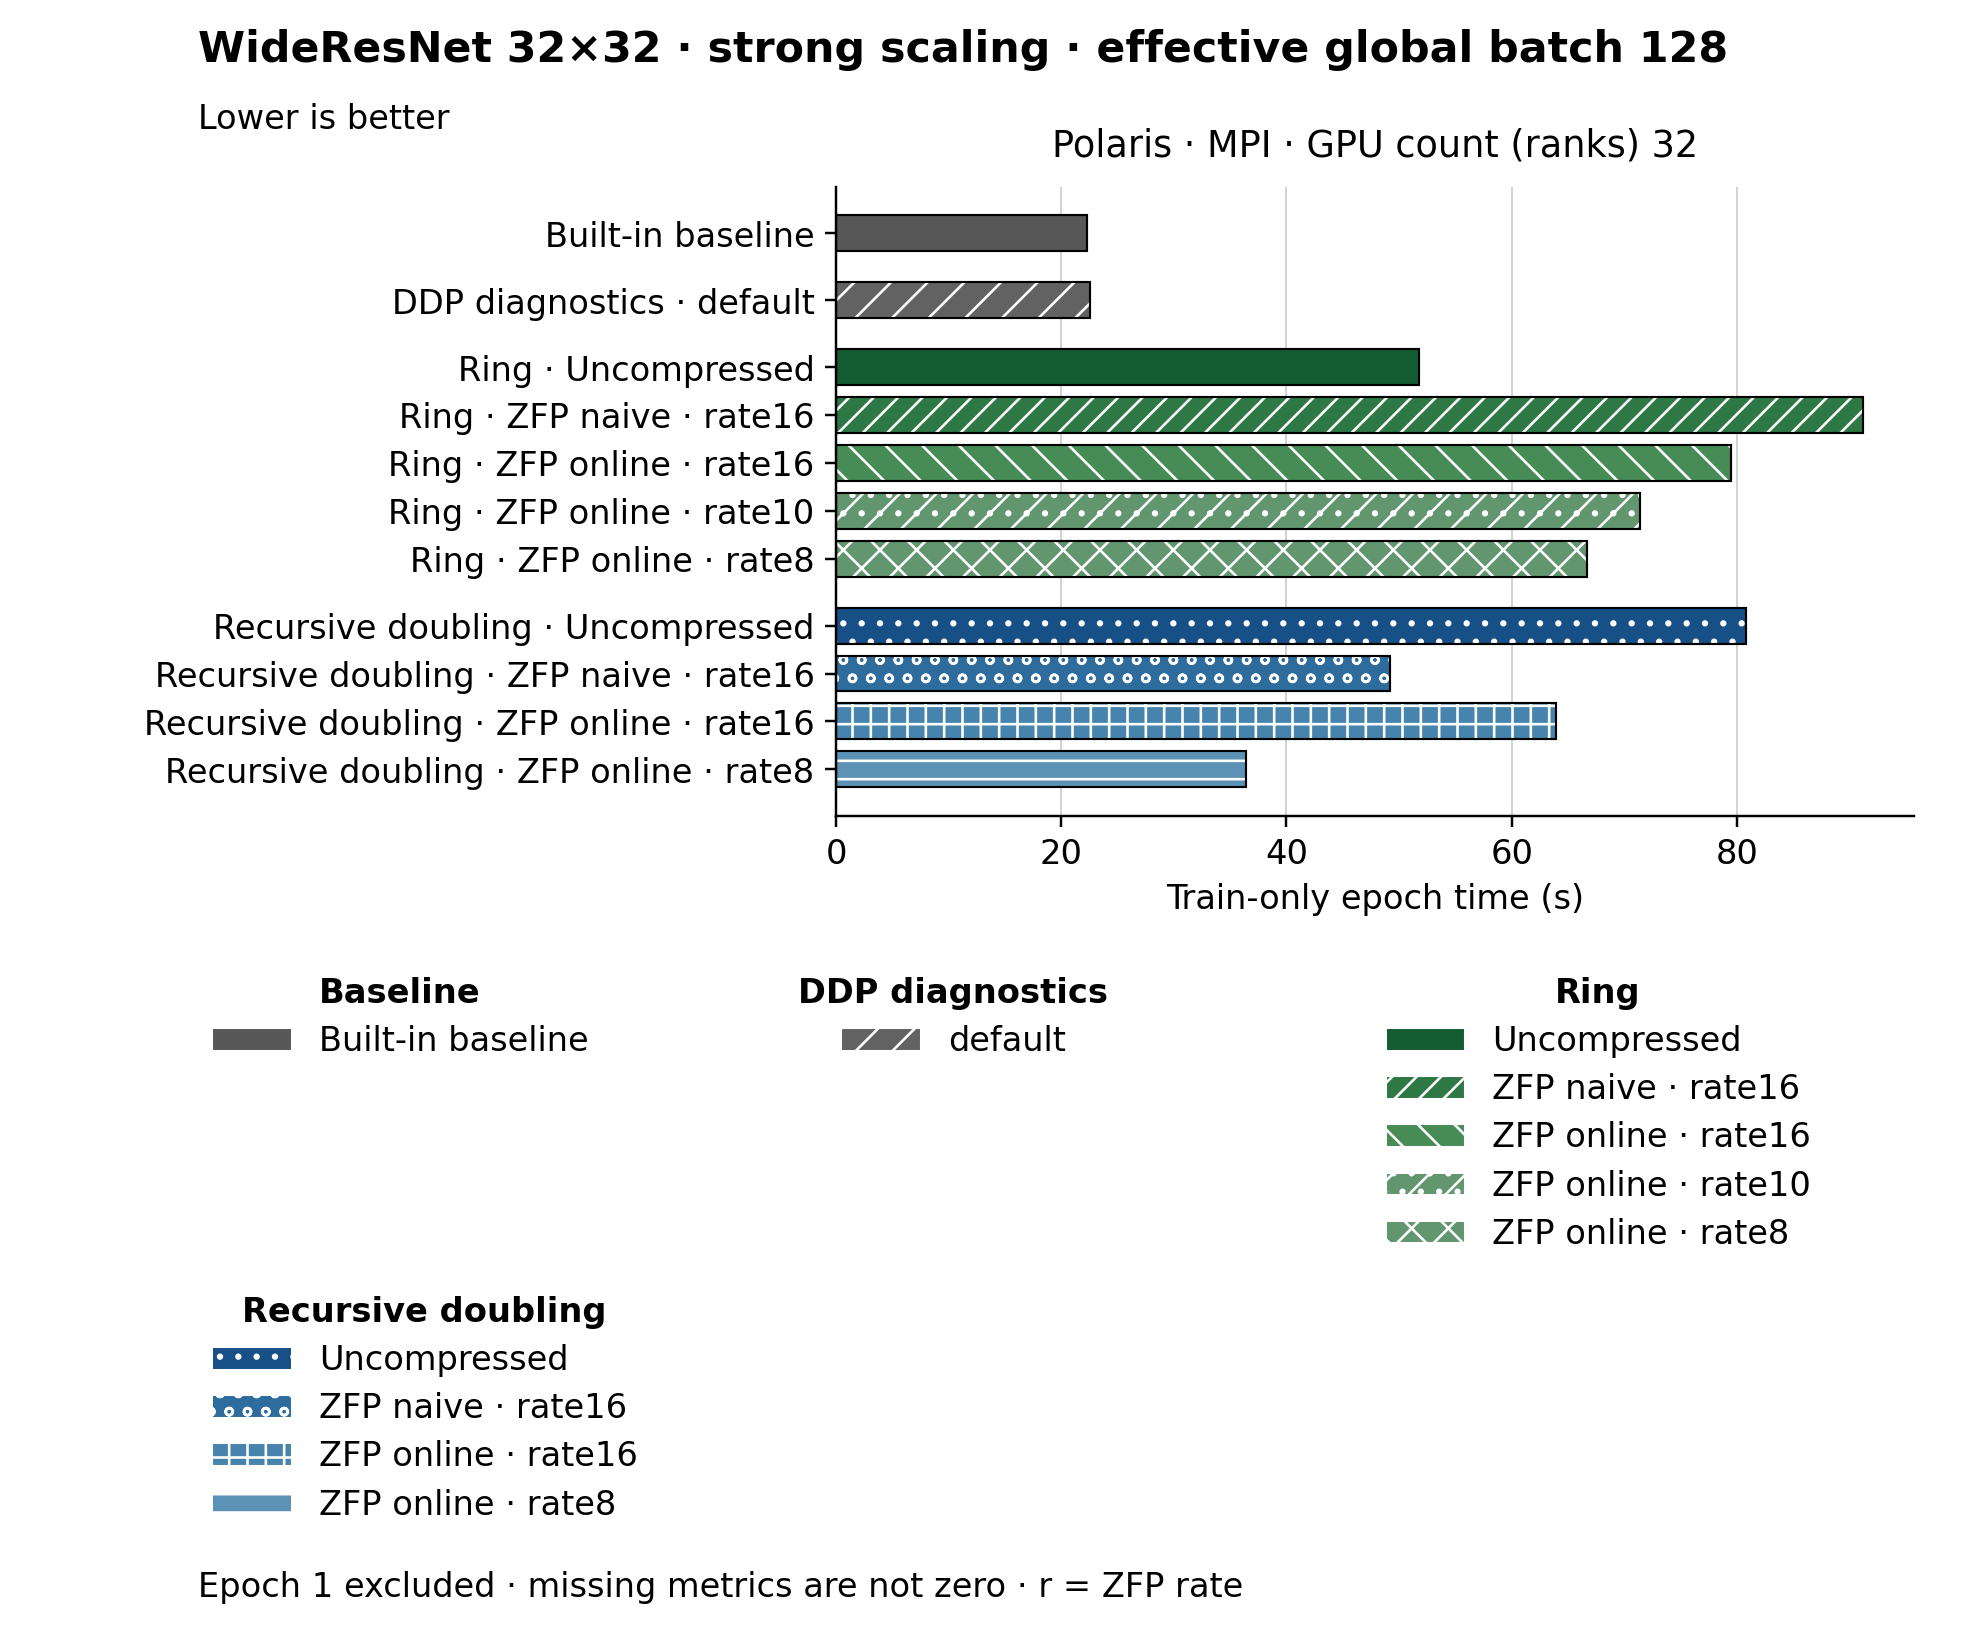 WideResNet 32×32 · strong scaling · effective global batch 128
Lower is better
Polaris · MPI · GPU count (ranks) 32
Built-in baseline
DDP diagnostics · default
Ring · Uncompressed
Ring · ZFP naive · rate16
Ring · ZFP online · rate16
Ring · ZFP online · rate10
Ring · ZFP online · rate8
Recursive doubling · Uncompressed
Recursive doubling · ZFP naive · rate16
Recursive doubling · ZFP online · rate16
Recursive doubling · ZFP online · rate8
0 20 40 60 80
Train-only epoch time (s)
Baseline
Built-in baseline
DDP diagnostics
default
Ring
Uncompressed
ZFP naive · rate16
ZFP online · rate16
ZFP online · rate10
ZFP online · rate8
Recursive doubling
Uncompressed
ZFP naive · rate16
ZFP online · rate16
ZFP online · rate8
Epoch 1 excluded · missing metrics are not zero · r = ZFP rate